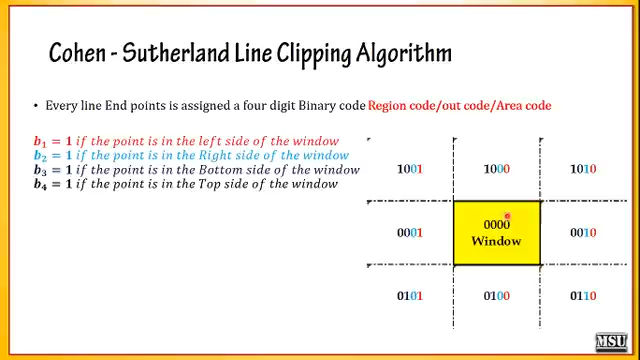 Cohen - Sutherland Line Clipping Algorithm
• Every line End points is assigned a four digit Binary code Region code/out code/Area code
b₁ = 1 if the point is in the left side of the window
b₂ = 1 if the point is in the Right side of the window
b₃ = 1 if the point is in the Bottom side of the window
b₄ = 1 if the point is in the Top side of the window
1001 1000 1010
0001 0000 0010
Window
0101 0100 0110
MSU